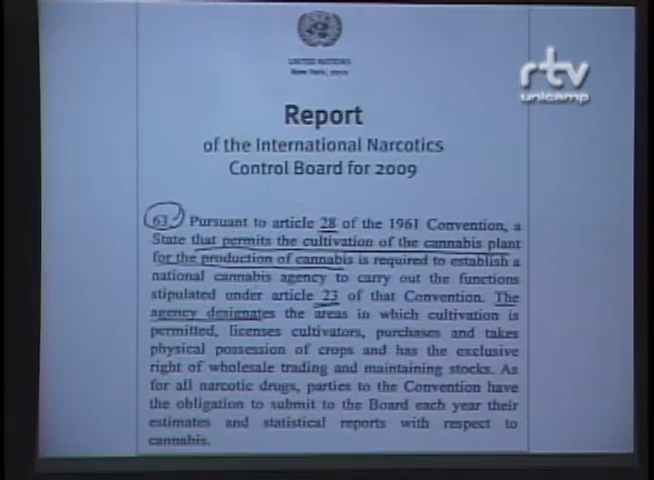 UNITED NATIONS
New York, 2010
rtv
unicamp
Report
of the International Narcotics
Control Board for 2009
63. Pursuant to article 28 of the 1961 Convention, a
State that permits the cultivation of the cannabis plant
for the production of cannabis is required to establish a
national cannabis agency to carry out the functions
stipulated under article 23 of that Convention. The
agency designates the areas in which cultivation is
permitted, licenses cultivators, purchases and takes
physical possession of crops and has the exclusive
right of wholesale trading and maintaining stocks. As
for all narcotic drugs, parties to the Convention have
the obligation to submit to the Board each year their
estimates and statistical reports with respect to
cannabis.